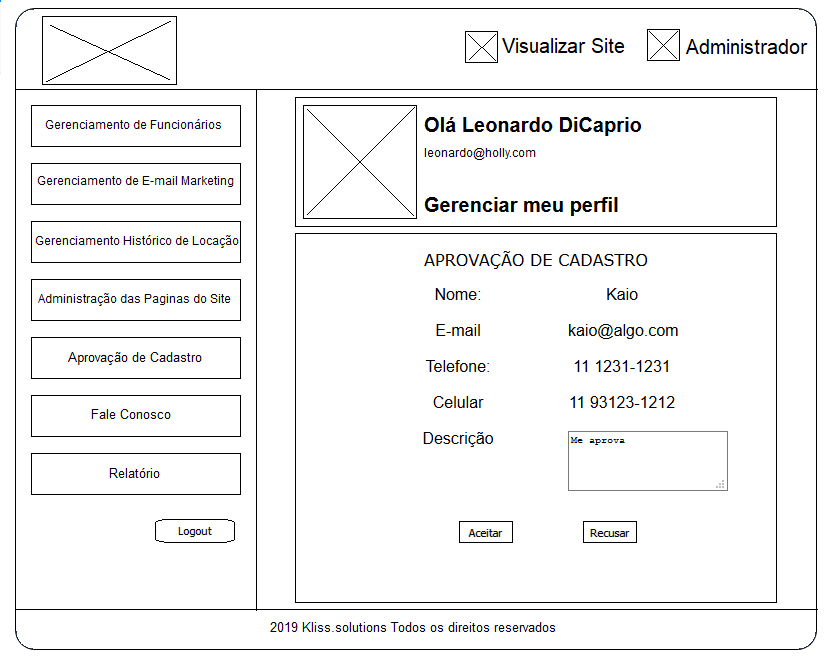 Visualizar Site
Administrador
Gerenciamento de Funcionários
Gerenciamento de E-mail Marketing
Gerenciamento Histórico de Locação
Administração das Paginas do Site
Aprovação de Cadastro
Fale Conosco
Relatório
Logout
Olá Leonardo DiCaprio
leonardo@holly.com
Gerenciar meu perfil
APROVAÇÃO DE CADASTRO
Nome: Kaio
E-mail kaio@algo.com
Telefone: 11 1231-1231
Celular 11 93123-1212
Descrição Me aprova
Aceitar Recusar
2019 Kliss.solutions Todos os direitos reservados